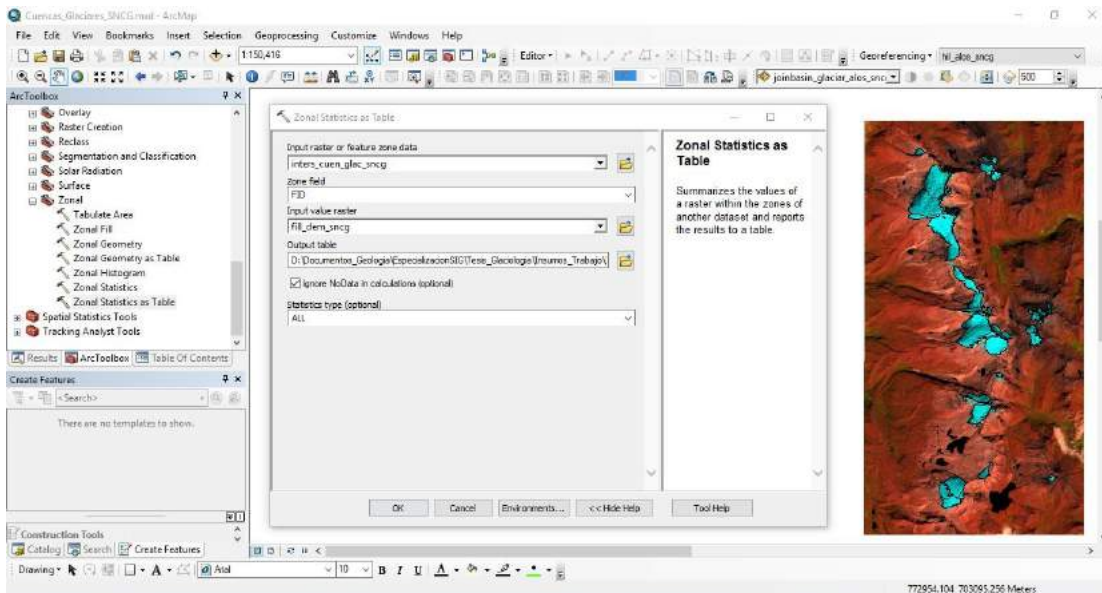 Cuencas_Glaciares_SNCG.mxd - ArcMap
File Edit View Bookmarks Insert Selection Geoprocessing Customize Windows Help
1:150,416
Editor
Georeferencing
hil_alos_sncg
joinbasin_glaciar_alos_snc
500
ArcToolbox
Overlay
Raster Creation
Reclass
Segmentation and Classification
Solar Radiation
Surface
Zonal
Tabulate Area
Zonal Fill
Zonal Geometry
Zonal Geometry as Table
Zonal Histogram
Zonal Statistics
Zonal Statistics as Table
Spatial Statistics Tools
Tracking Analyst Tools
Results ArcToolbox Table Of Contents
Create Features
<Search>
There are no templates to show.
Construction Tools
Catalog Search Create Features
Zonal Statistics as Table
Input raster or feature zone data
inters_cuen_glac_sncg
Zone field
FID
Input value raster
fill_dem_sncg
Output table
D:\Documentos_Geologia\EspecializacionSIG\Tesis_Glaciologia\Insumos_Trabajo\
Ignore NoData in calculations (optional)
Statistics type (optional)
ALL
OK Cancel Environments... << Hide Help Tool Help
Zonal Statistics as
Table
Summarizes the values of
a raster within the zones of
another dataset and reports
the results to a table.
Drawing
A
Arial
10
B I U A
772954.104 703095.256 Meters